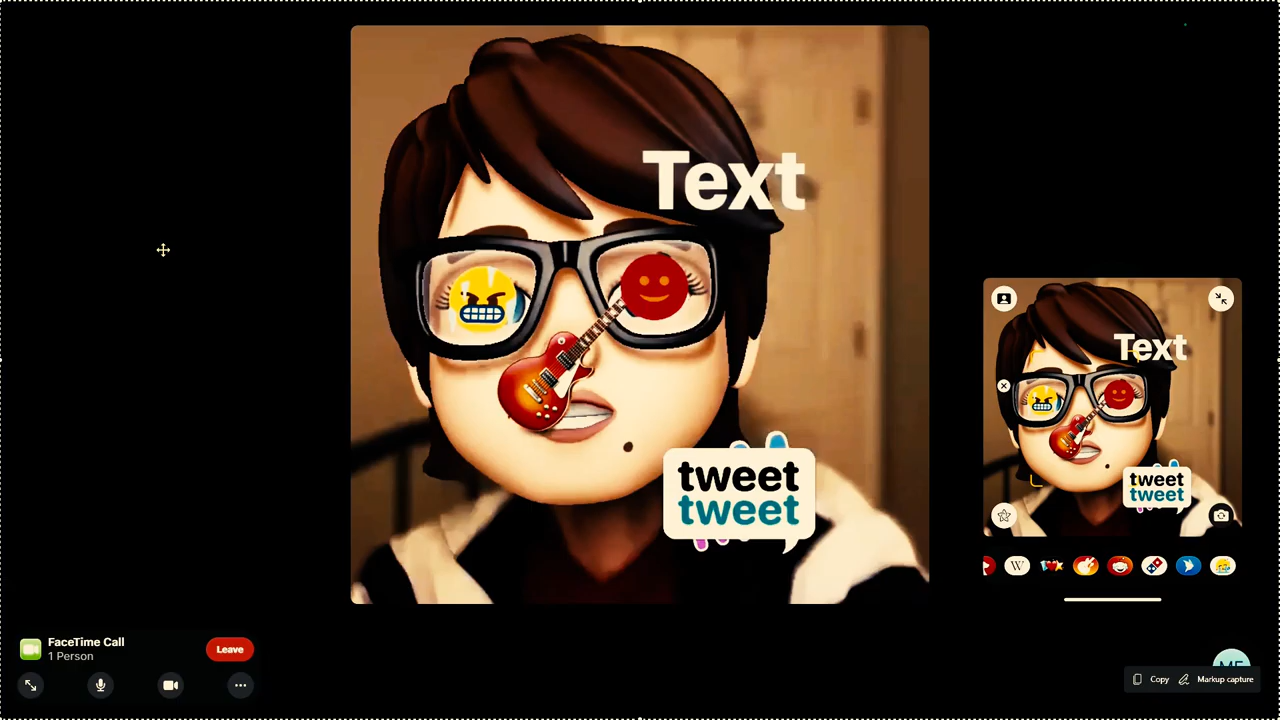 Text
tweet
tweet
Text
tweet
tweet
W
FaceTime Call
1 Person
Leave
Copy
Markup capture